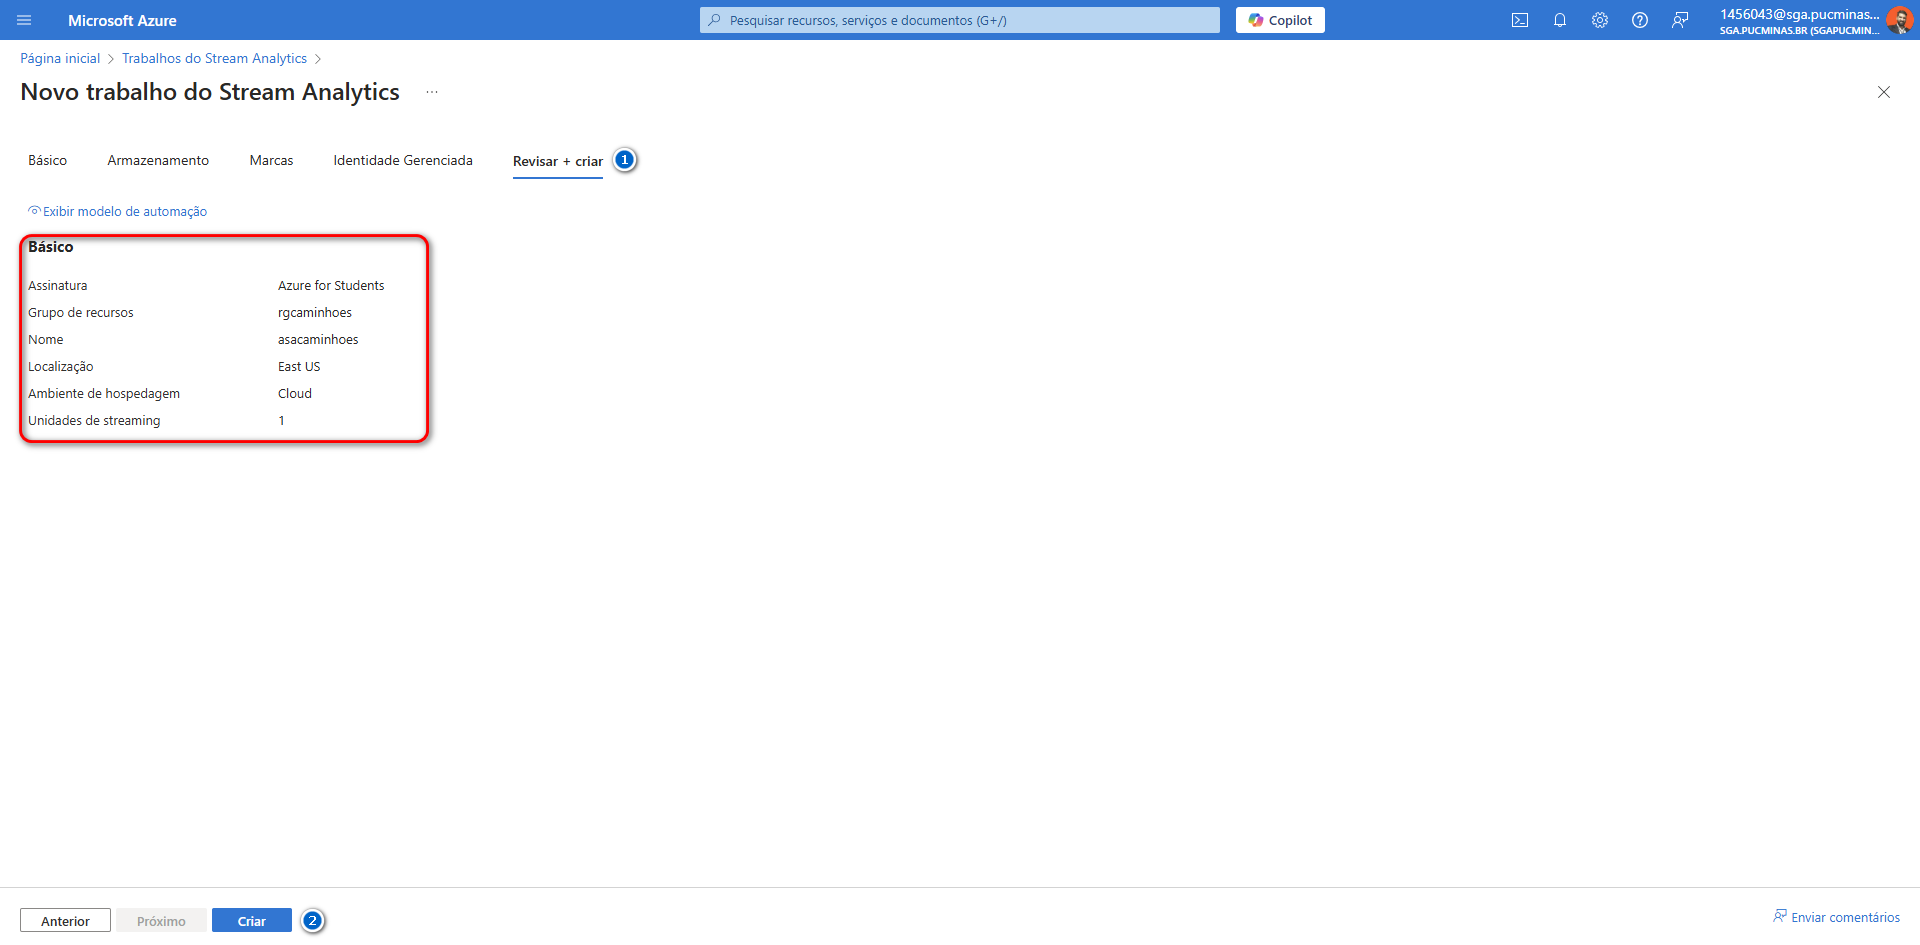 Microsoft Azure
Pesquisar recursos, serviços e documentos (G+/)
Copilot
1456043@sga.pucminas...
SGA.PUCMINAS.BR (SGAPUCMIN...
Página inicial > Trabalhos do Stream Analytics >
Novo trabalho do Stream Analytics ...
Básico Armazenamento Marcas Identidade Gerenciada Revisar + criar 1
Exibir modelo de automação
Básico
Assinatura Azure for Students
Grupo de recursos rgcaminhoes
Nome asacaminhoes
Localização East US
Ambiente de hospedagem Cloud
Unidades de streaming 1
Anterior Próximo Criar 2
Enviar comentários